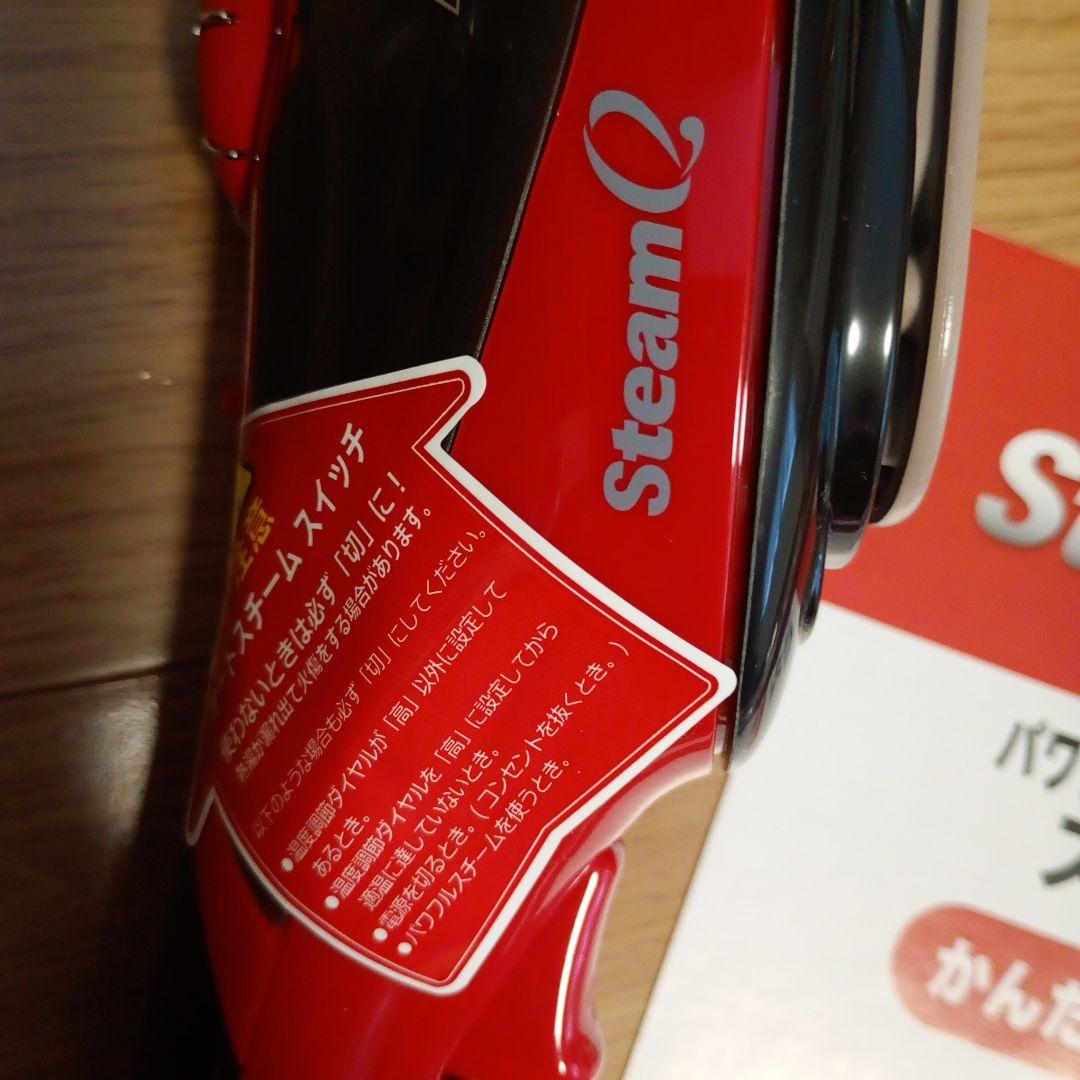 SteamQ
注意
オートスチーム スイッチ
使わないときは必ず「切」に!
熱湯が漏れ出て火傷をする場合があります。
以下のような場合も必ず「切」にしてください。
●温度調節ダイヤルが「高」以外に設定して
あるとき。
●温度調節ダイヤルを「高」に設定してから
適温に達していないとき。
●電源を切るとき。(コンセントを抜くとき。)
●パワフルスチームを使うとき。
St
パワ
ス
かんた